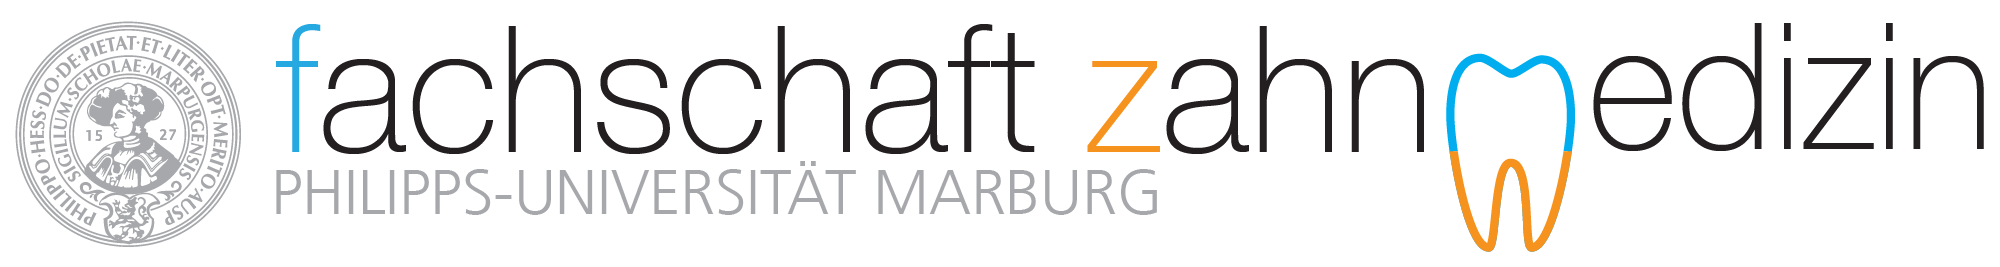 PHILIPPO·HESS·DO·DE·PIETAT·ET·LITER·OPT·MERITO·AUSP
SIGILLUM·SCHOLAE·MARPURGENSIS
15 27
fachschaft zahnmedizin
PHILIPPS-UNIVERSITÄT MARBURG